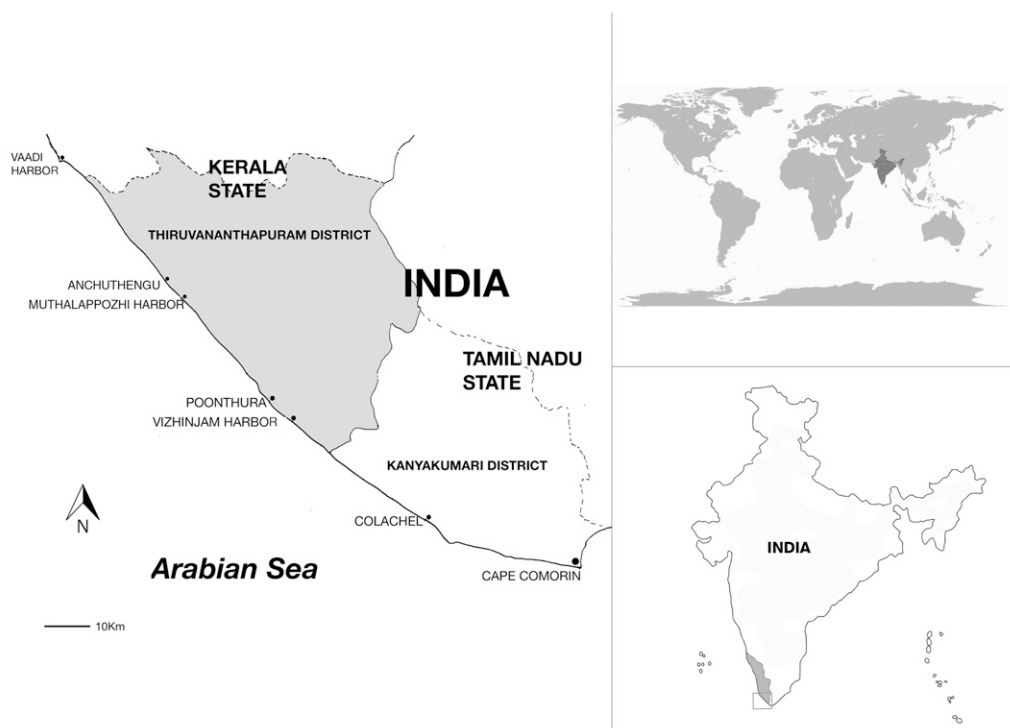 VAADI
HARBOR
KERALA
STATE
THIRUVANANTHAPURAM DISTRICT
ANCHUTHENGU
MUTHALAPPOZHI HARBOR
INDIA
TAMIL NADU
STATE
POONTHURA
VIZHINJAM HARBOR
KANYAKUMARI DISTRICT
N
COLACHEL
Arabian Sea
CAPE COMORIN
10Km
INDIA